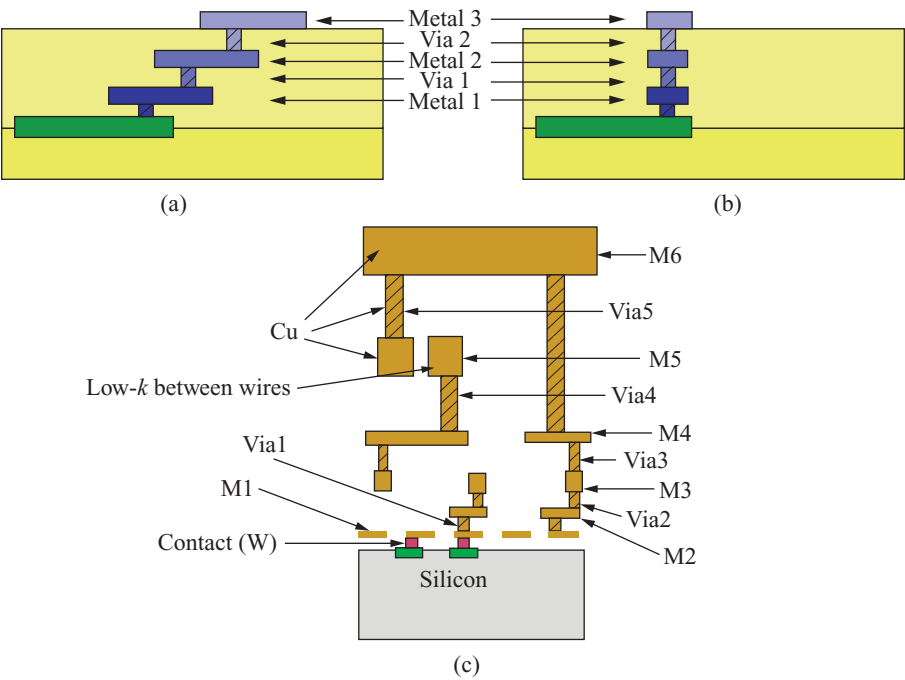 Metal 3
Via 2
Metal 2
Via 1
Metal 1
(a)
(b)
M6
Via5
Cu
M5
Low-k between wires
Via4
M4
Via1
Via3
M1
M3
Via2
Contact (W)
M2
Silicon
(c)